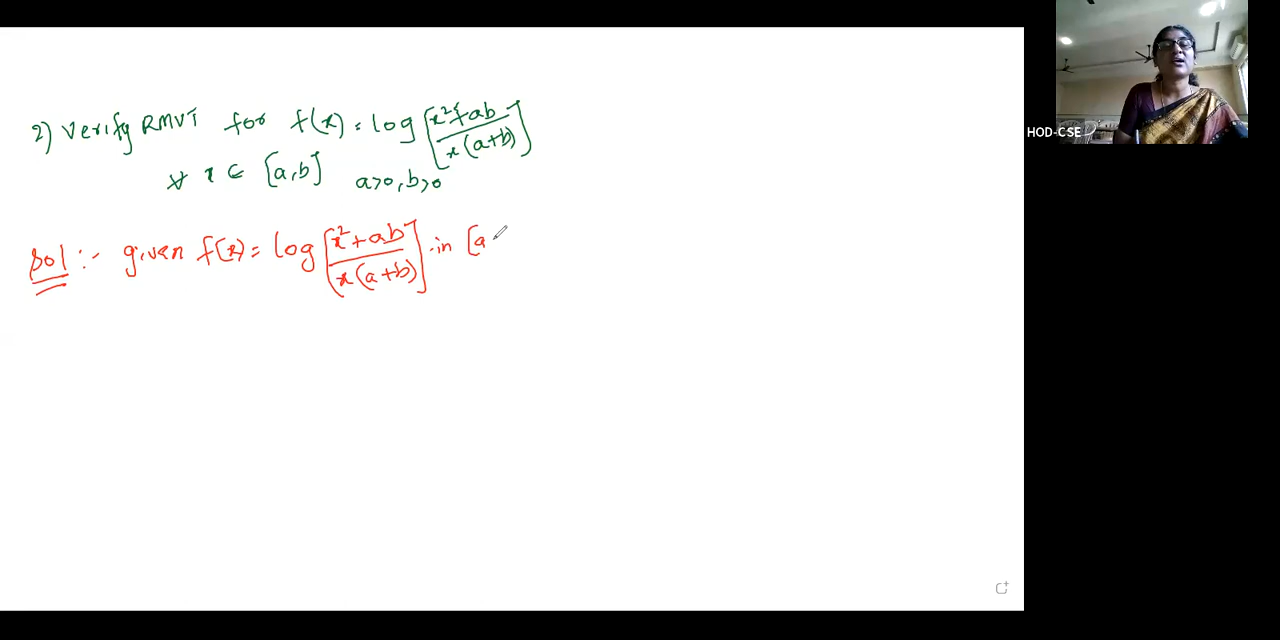 2) Verify RMVT for f(x) = log [x²+ab / x(a+b)]
∀ x ∈ [a,b] a>0, b>0
Sol :- given f(x) = log [x²+ab / x(a+b)] in [a
HOD-CSE